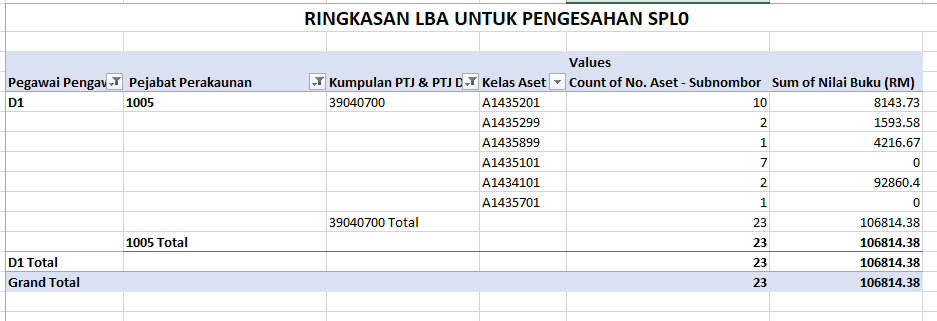 RINGKASAN LBA UNTUK PENGESAHAN SPL0
Values
Pegawai Pengaw Pejabat Perakaunan Kumpulan PTJ & PTJ D Kelas Aset Count of No. Aset - Subnombor Sum of Nilai Buku (RM)
D1 1005 39040700 A1435201 10 8143.73
A1435299 2 1593.58
A1435899 1 4216.67
A1435101 7 0
A1434101 2 92860.4
A1435701 1 0
39040700 Total 23 106814.38
1005 Total 23 106814.38
D1 Total 23 106814.38
Grand Total 23 106814.38